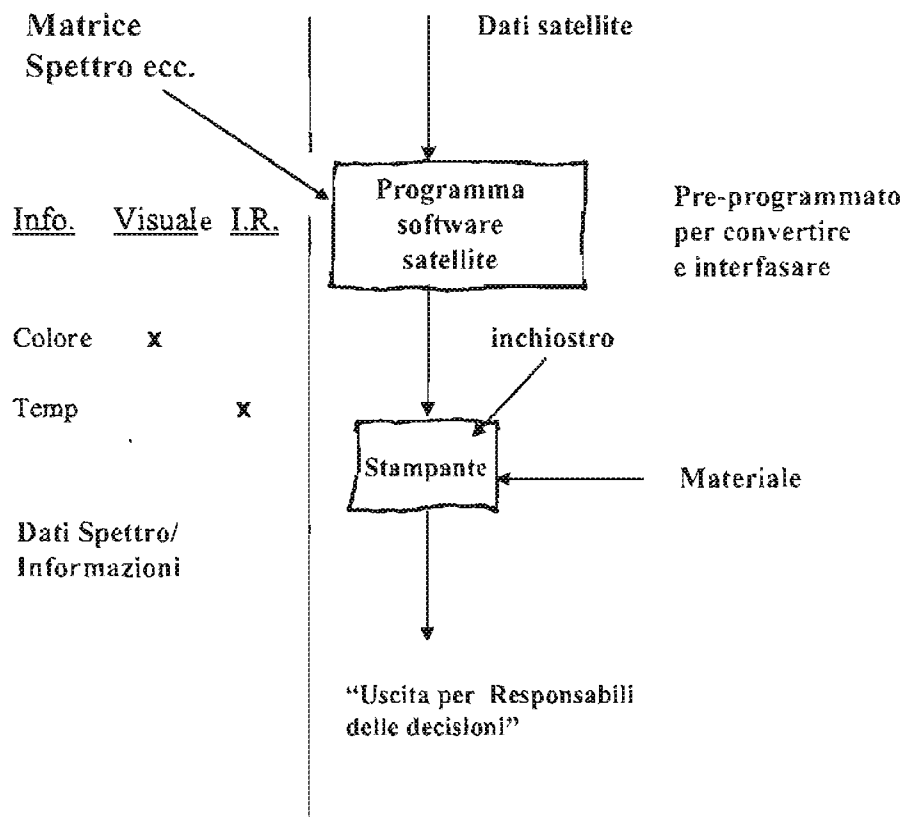 Matrice
Spettro ecc.
Dati satellite
Programma
software
satellite
Pre-programmato
per convertire
e interfasare
Info. Visuale I.R.
Colore x
inchiostro
Temp x
Stampante
Materiale
Dati Spettro/
Informazioni
“Uscita per Responsabili
delle decisioni”